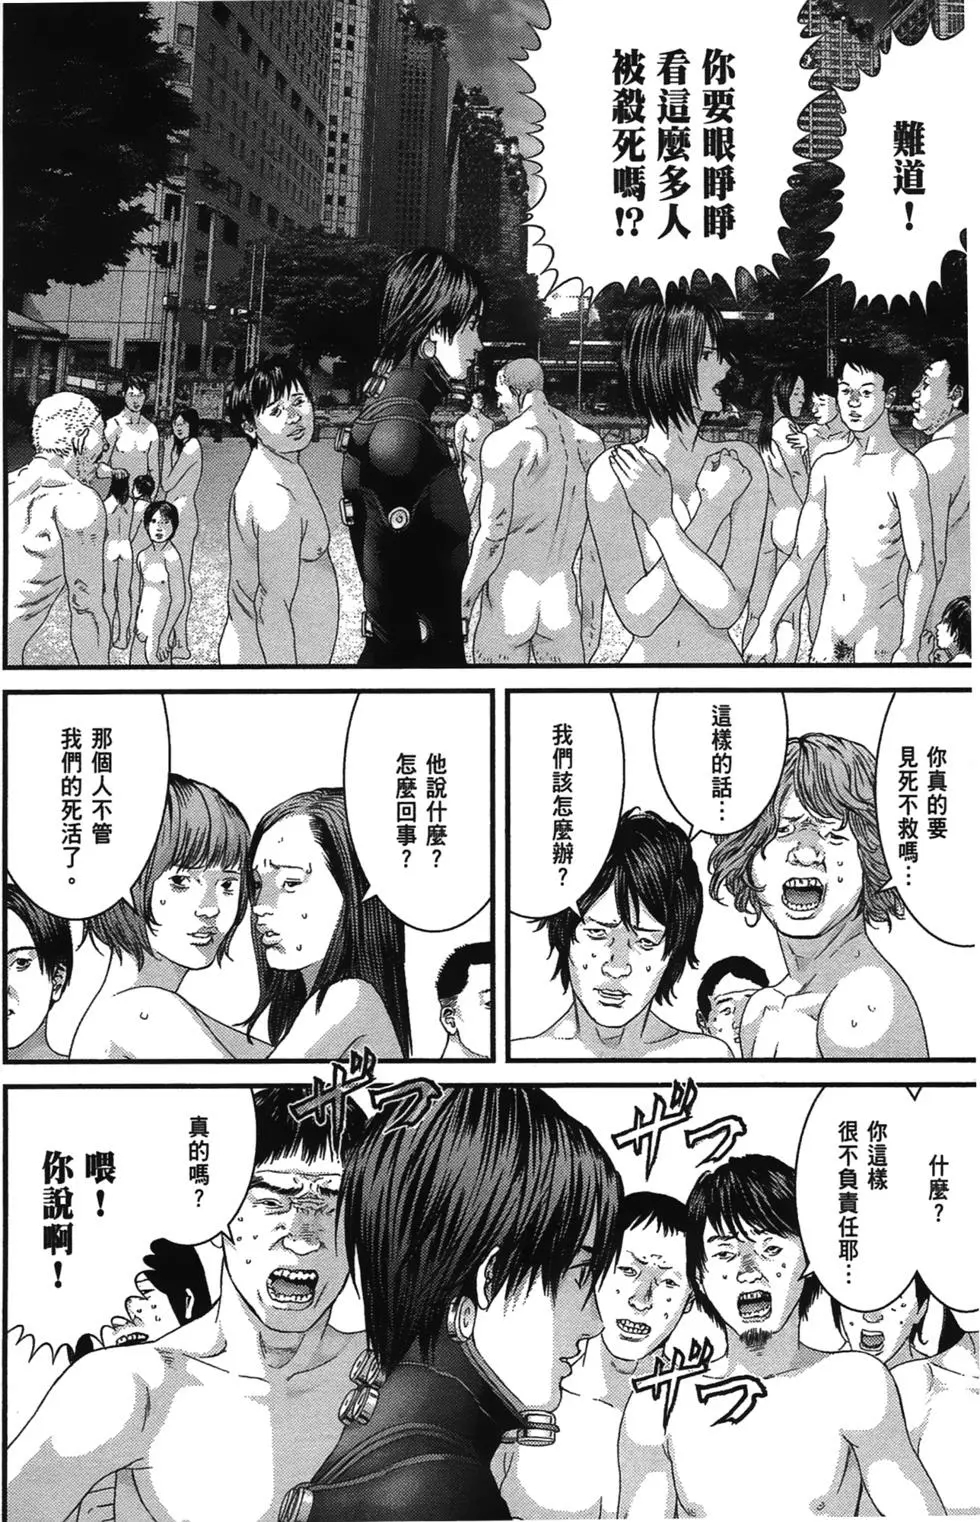 難道！
你要眼睜睜
看這麼多人
被殺死嗎!?
你真的要
見死不救嗎…
這樣的話…
我們該怎麼辦？
他說什麼？
怎麼回事？
那個人不管
我們的死活了。
什麼？
你這樣
很不負責任耶…
ザワ
ザワ
ザワ
真的嗎？
喂！
你說啊！